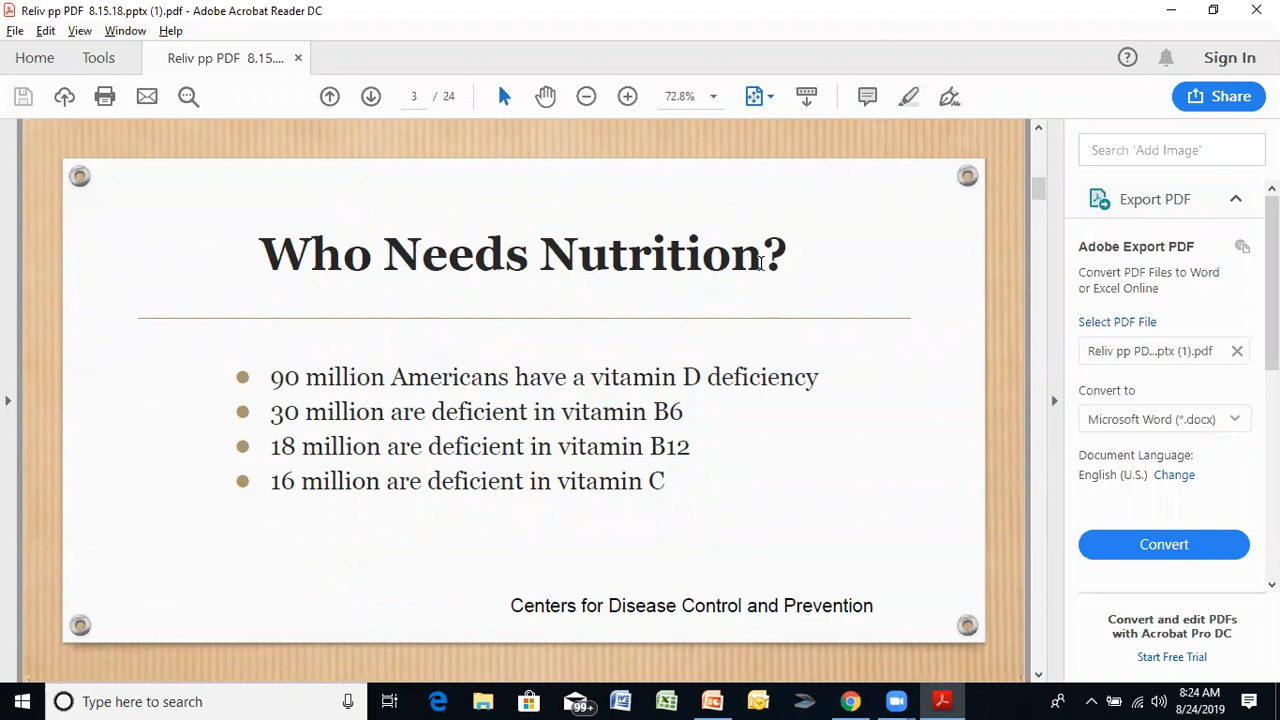 Reliv pp PDF 8.15.18.pptx (1).pdf - Adobe Acrobat Reader DC
File Edit View Window Help
Home Tools Reliv pp PDF 8.15.... × Sign In
3 / 24 72.8% Share
Search 'Add Image'
Export PDF
Adobe Export PDF
Convert PDF Files to Word
or Excel Online
Select PDF File
Reliv pp PD...ptx (1).pdf
Convert to
Microsoft Word (*.docx)
Document Language:
English (U.S.) Change
Convert
Convert and edit PDFs
with Acrobat Pro DC
Start Free Trial
Who Needs Nutrition?
90 million Americans have a vitamin D deficiency
30 million are deficient in vitamin B6
18 million are deficient in vitamin B12
16 million are deficient in vitamin C
Centers for Disease Control and Prevention
Type here to search
99+
8:24 AM
8/24/2019